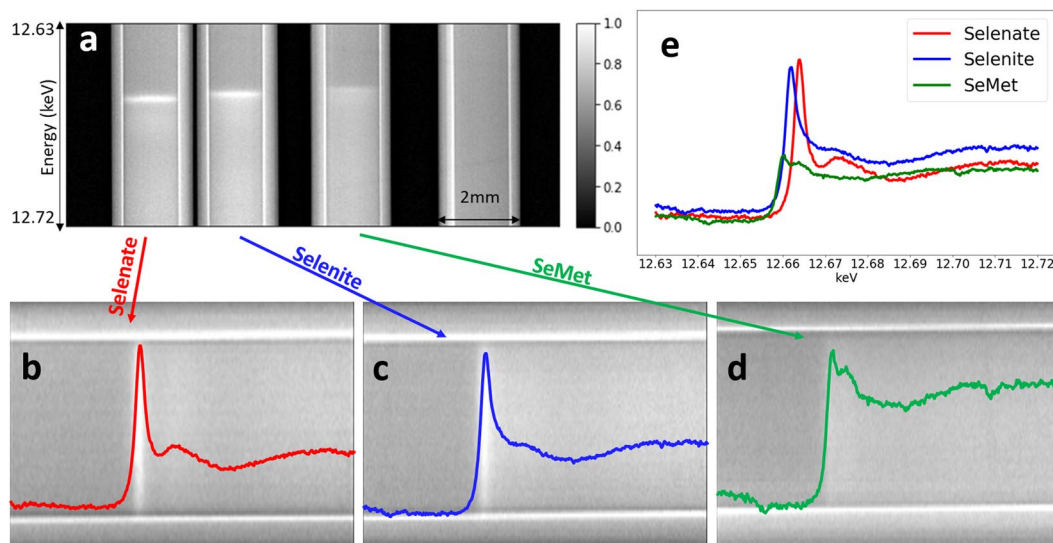 12.63
a
Energy (keV)
12.72
2mm
1.0
0.8
0.6
0.4
0.2
0.0
e
Selenate
Selenite
SeMet
12.63 12.64 12.65 12.66 12.67 12.68 12.69 12.70 12.71 12.72
keV
Selenate
Selenite
SeMet
b
c
d